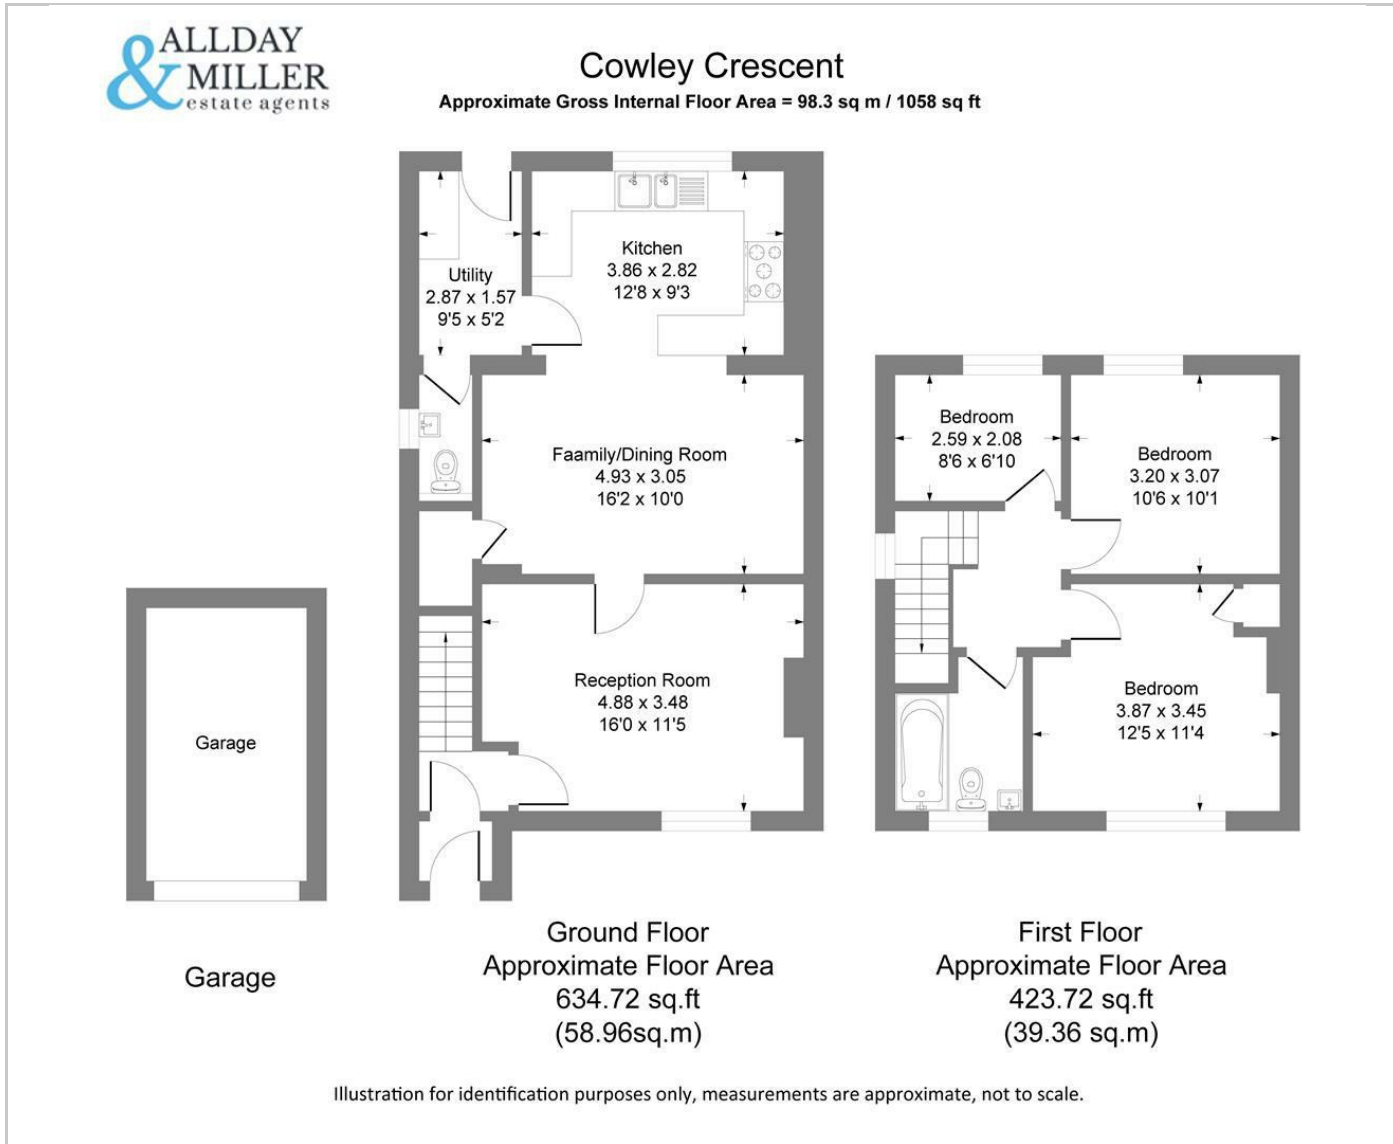 ALLDAY
& MILLER
estate agents
Cowley Crescent
Approximate Gross Internal Floor Area = 98.3 sq m / 1058 sq ft
Utility
2.87 x 1.57
9'5 x 5'2
Kitchen
3.86 x 2.82
12'8 x 9'3
Faamily/Dining Room
4.93 x 3.05
16'2 x 10'0
Reception Room
4.88 x 3.48
16'0 x 11'5
Bedroom
2.59 x 2.08
8'6 x 6'10
Bedroom
3.20 x 3.07
10'6 x 10'1
Bedroom
3.87 x 3.45
12'5 x 11'4
Garage
Garage
Ground Floor
Approximate Floor Area
634.72 sq.ft
(58.96sq.m)
First Floor
Approximate Floor Area
423.72 sq.ft
(39.36 sq.m)
Illustration for identification purposes only, measurements are approximate, not to scale.